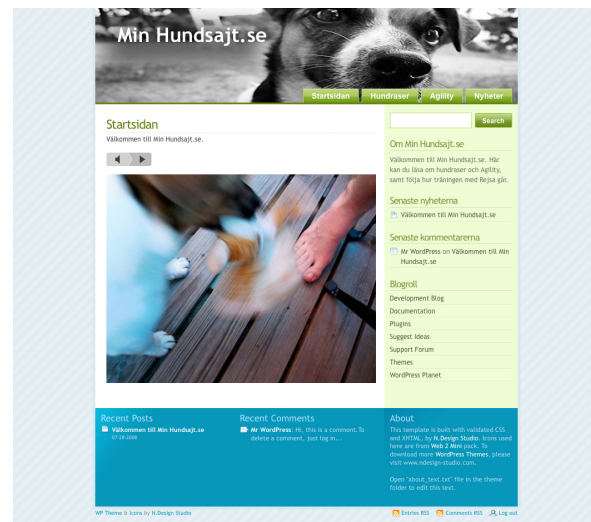 Min Hundsajt.se
Startsidan Hundraser Agility Nyheter
Startsidan
Välkommen till Min Hundsajt.se.
Search
Om Min Hundsajt.se
Välkommen till Min Hundsajt.se. Här
kan du läsa om hundraser och Agility,
samt följa hur träningen med Rejsa går.
Senaste nyheterna
Välkommen till Min Hundsajt.se
Senaste kommentarerna
Mr WordPress on Välkommen till Min
Hundsajt.se
Blogroll
Development Blog
Documentation
Plugins
Suggest Ideas
Support Forum
Themes
WordPress Planet
Recent Posts
Välkommen till Min Hundsajt.se
07-28-2008
Recent Comments
Mr WordPress: Hi, this is a comment.To
delete a comment, just log in...
About
This template is built with validated CSS
and XHTML, by N.Design Studio. Icons used
here are from Web 2 Mini pack. To
download more WordPress Themes, please
visit www.ndesign-studio.com.
Open "about_text.txt" file in the theme
folder to edit this text.
WP Theme & Icons by N.Design Studio
Entries RSS Comments RSS Log out